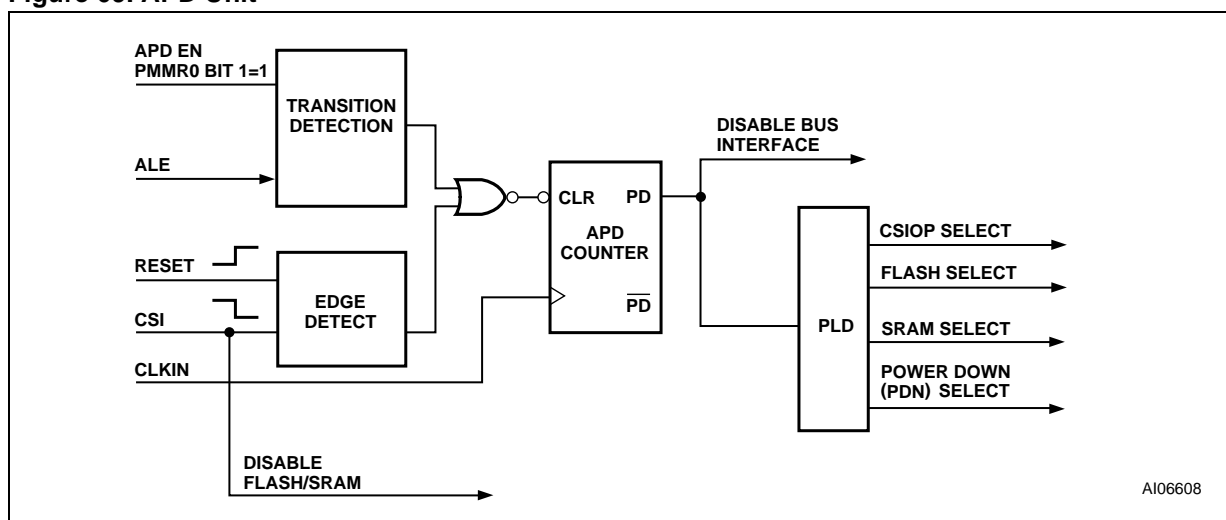 APD EN
PMMR0 BIT 1=1
TRANSITION
DETECTION
ALE
RESET
CSI
CLKIN
EDGE
DETECT
DISABLE
FLASH/SRAM
CLR
PD
APD
COUNTER
PD
DISABLE BUS
INTERFACE
PLD
CSIOP SELECT
FLASH SELECT
SRAM SELECT
POWER DOWN
(PDN) SELECT
AI06608